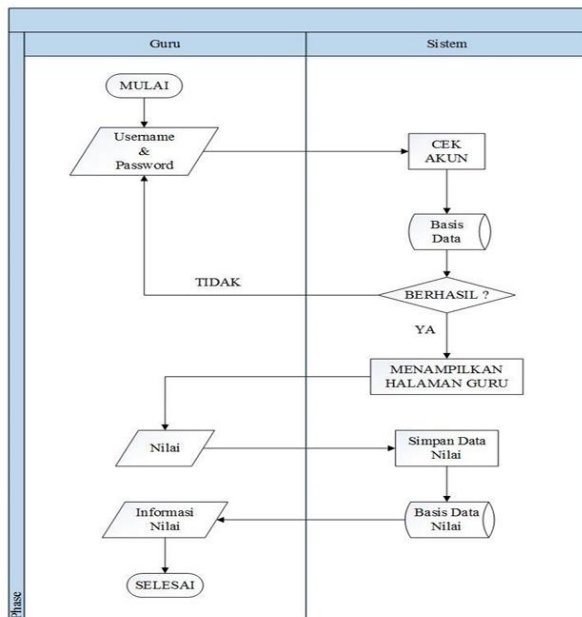 Guru
Sistem
MULAI
Username
&
Password
CEK
AKUN
Basis
Data
TIDAK
BERHASIL ?
YA
MENAMPILKAN
HALAMAN GURU
Nilai
Simpan Data
Nilai
Informasi
Nilai
Basis Data
Nilai
SELESAI
Phase